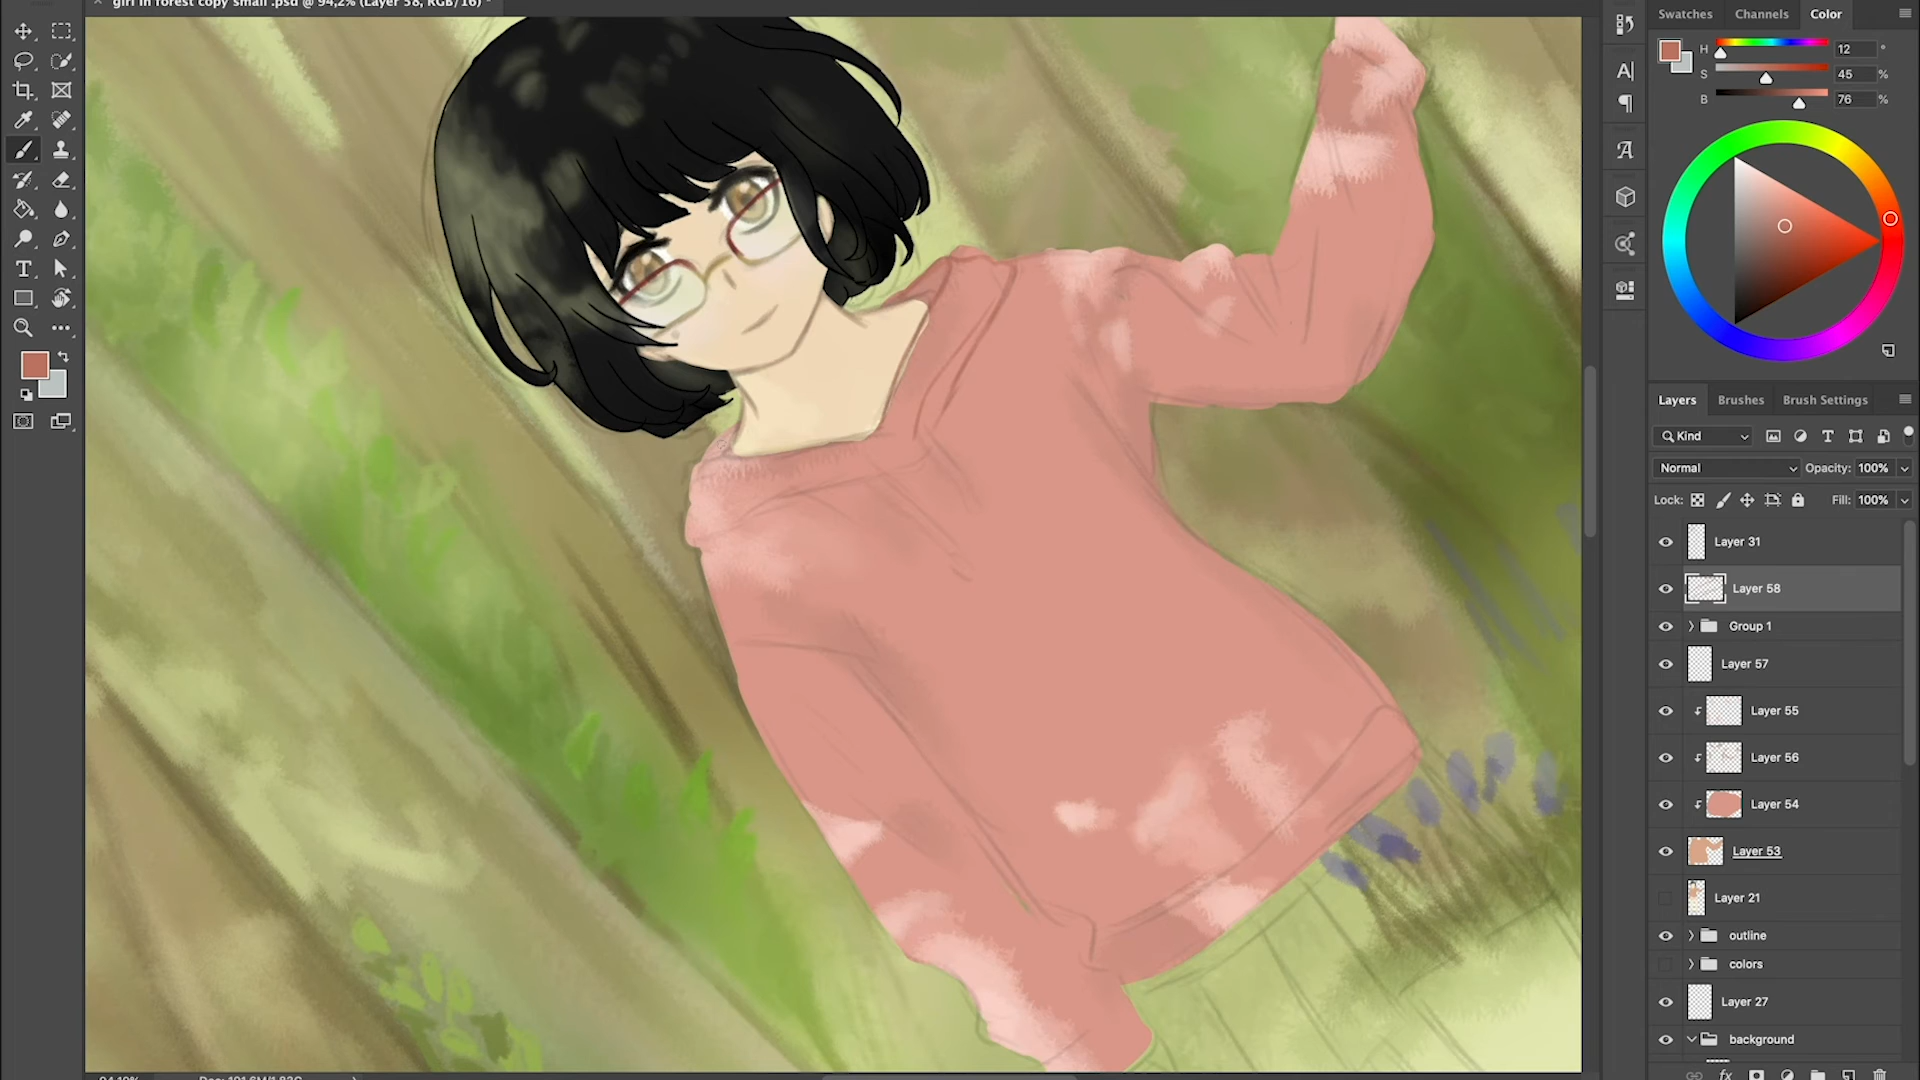 girl in forest copy small .psd @ 94,2% (Layer 58, RGB/16) *
Swatches Channels Color
H 12 °
S 45 %
B 76 %
Layers Brushes Brush Settings
Kind
Normal Opacity: 100%
Lock: Fill: 100%
Layer 31
Layer 58
Group 1
Layer 57
Layer 55
Layer 56
Layer 54
Layer 53
Layer 21
outline
colors
Layer 27
background
fx